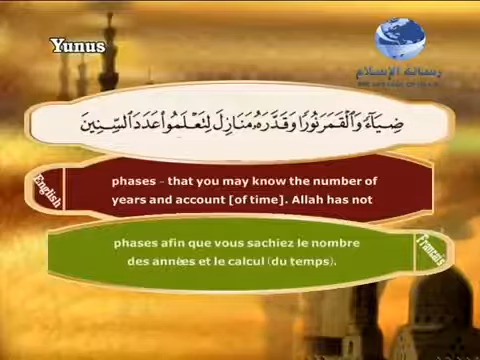 Yunus
رسالة الإسلام
ضِيَآءً وَٱلْقَمَرَ نُورًا وَقَدَّرَهُۥ مَنَازِلَ لِتَعْلَمُوا۟ عَدَدَ ٱلسِّنِينَ
English
phases – that you may know the number of
years and account [of time]. Allah has not
phases afin que vous sachiez le nombre
des années et le calcul (du temps).
Francais